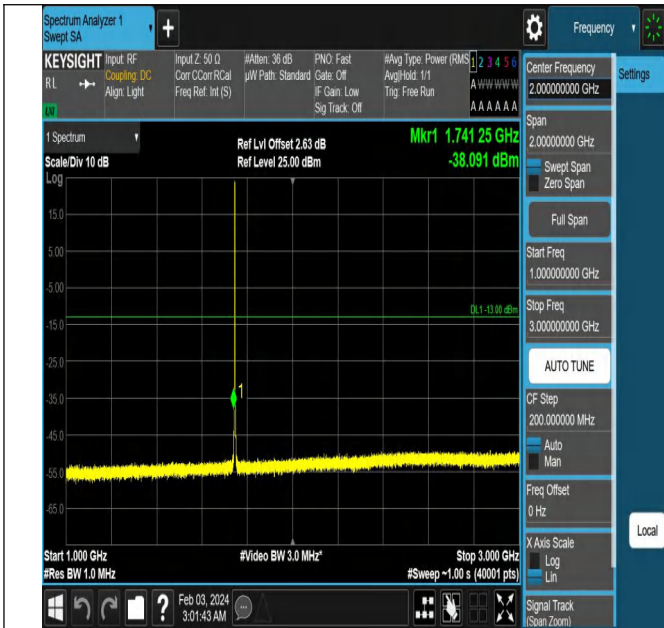 Spectrum Analyzer 1
Swept SA
+
Frequency
KEYSIGHT
RL
LXI
Input: RF
Coupling: DC
Align: Light
Input Z: 50 Ω
Corr CCorr RCal
Freq Ref: Int (S)
#Atten: 36 dB
µW Path: Standard
PNO: Fast
Gate: Off
IF Gain: Low
Sig Track: Off
#Avg Type: Power (RMS
Avg|Hold: 1/1
Trig: Free Run
1 2 3 4 5 6
A W W W W W
A A A A A A
1 Spectrum
Scale/Div 10 dB
Log
Ref Lvl Offset 2.63 dB
Ref Level 25.00 dBm
Mkr1 1.741 25 GHz
-38.091 dBm
15.0
5.00
-5.00
-15.0
-25.0
-35.0
-45.0
-55.0
-65.0
DL1 -13.00 dBm
1
Start 1.000 GHz
#Res BW 1.0 MHz
#Video BW 3.0 MHz*
Stop 3.000 GHz
#Sweep ~1.00 s (40001 pts)
Feb 03, 2024
3:01:43 AM
?
Center Frequency
2.000000000 GHz
Settings
Span
2.00000000 GHz
Swept Span
Zero Span
Full Span
Start Freq
1.000000000 GHz
Stop Freq
3.000000000 GHz
AUTO TUNE
CF Step
200.000000 MHz
Auto
Man
Freq Offset
0 Hz
X Axis Scale
Log
Lin
Local
Signal Track
(Span Zoom)